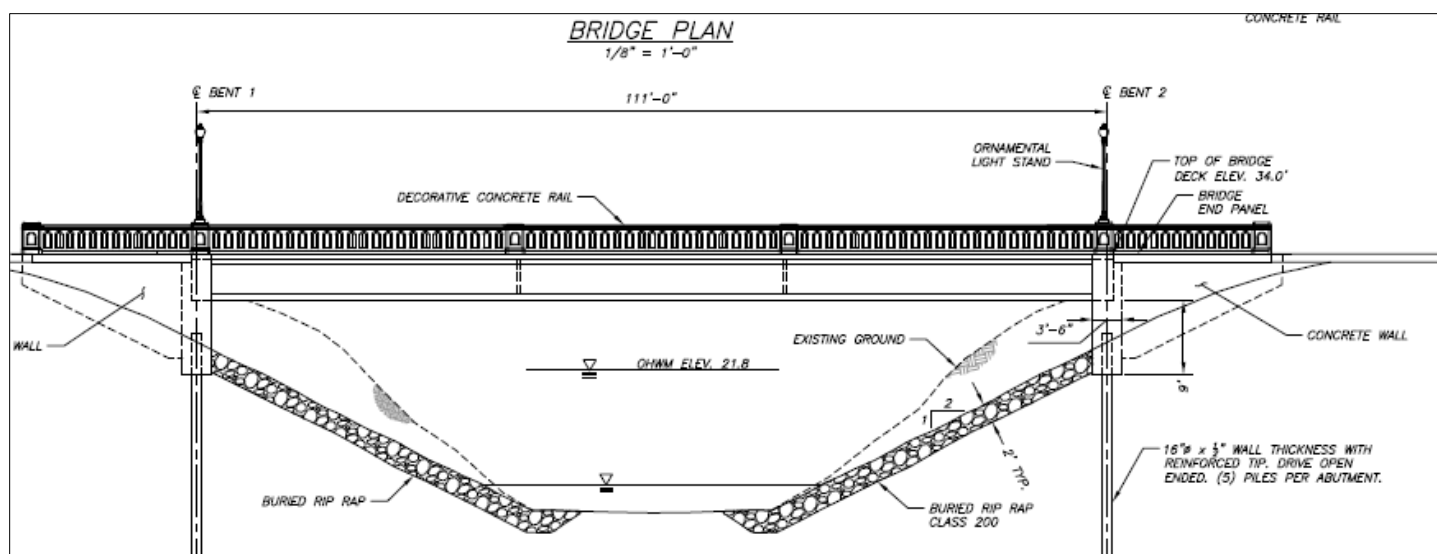 CONCRETE RAIL
BRIDGE PLAN
1/8" = 1'-0"
℄ BENT 1
111'-0"
℄ BENT 2
ORNAMENTAL
LIGHT STAND
TOP OF BRIDGE
DECK ELEV. 34.0'
BRIDGE
END PANEL
DECORATIVE CONCRETE RAIL
WALL
EXISTING GROUND
3'-6"
CONCRETE WALL
OHWM ELEV. 21.8
9'
2
1
2' TYP.
16"ø x ½" WALL THICKNESS WITH
REINFORCED TIP. DRIVE OPEN
ENDED. (5) PILES PER ABUTMENT.
BURIED RIP RAP
BURIED RIP RAP
CLASS 200